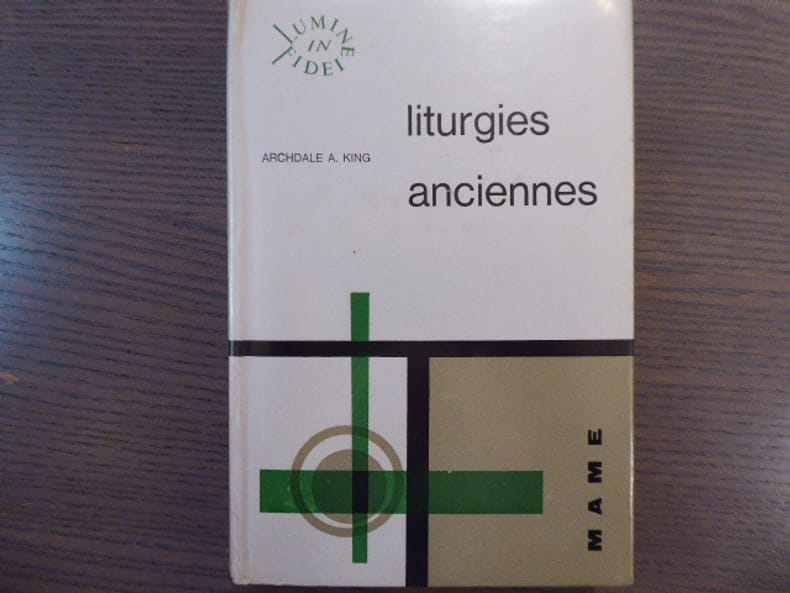 LUMINE
IN
FIDEI
liturgies
ARCHDALE A. KING
anciennes
MAME